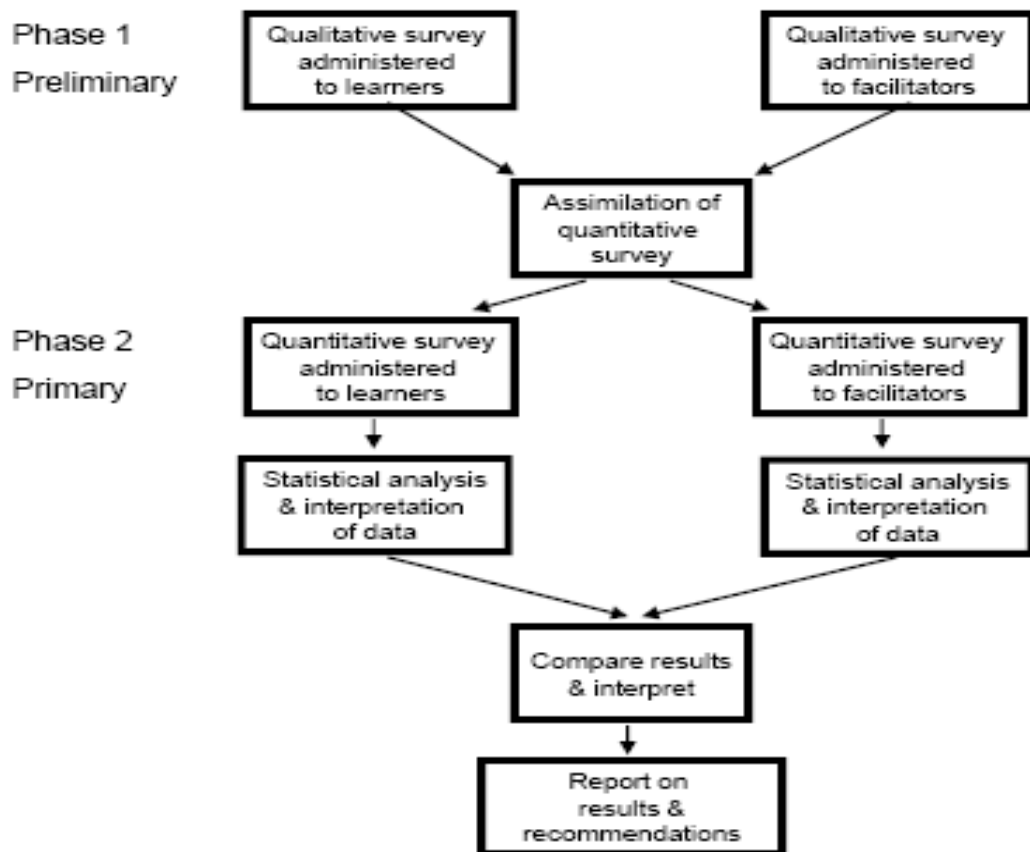 Phase 1
Preliminary
Qualitative survey
administered
to learners
Qualitative survey
administered
to facilitators
Assimilation of
quantitative
survey
Phase 2
Primary
Quantitative survey
administered
to learners
Quantitative survey
administered
to facilitators
Statistical analysis
& interpretation
of data
Statistical analysis
& interpretation
of data
Compare results
& interpret
Report on
results &
recommendations